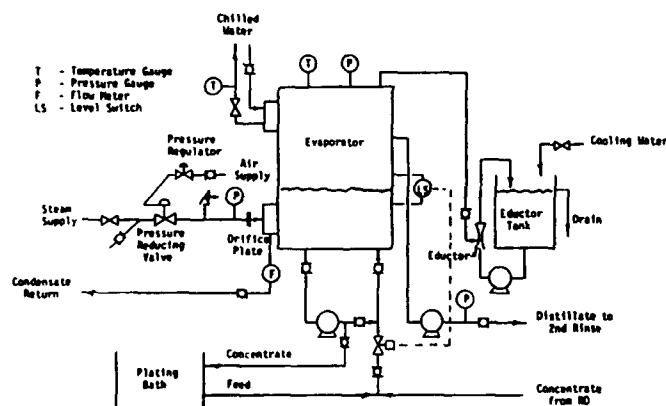 Chilled
Water
T - Temperature Gauge
P - Pressure Gauge
F - Flow Meter
LS - Level Switch
T
T
P
Evaporator
Pressure
Regulator
Air
Supply
Cooling Water
LS
Steam
Supply
P
Pressure
Reducing
Valve
Orifice
Plate
Eductor
Tank
Drain
Eductor
F
Condensate
Return
P
Distillate to
2nd Rinse
Concentrate
Plating
Bath
Feed
Concentrate
from RO